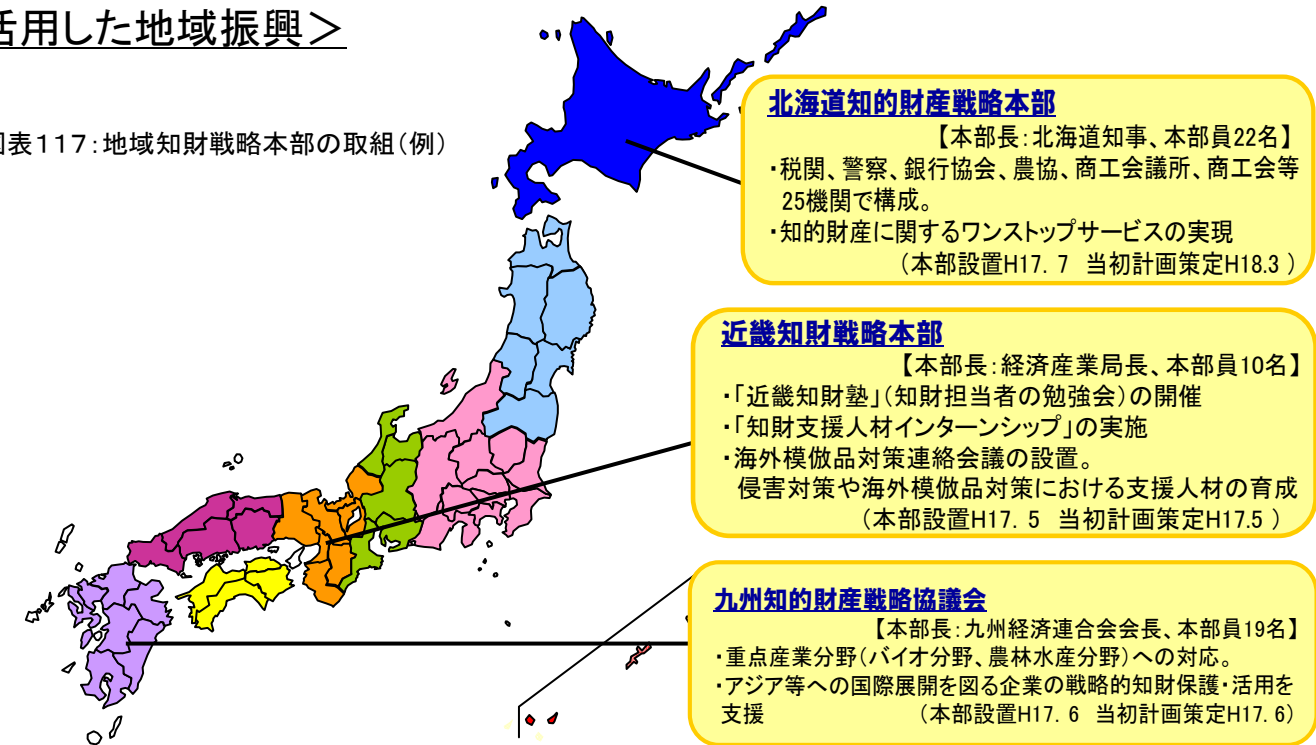 活用した地域振興＞
図表１１７：地域知財戦略本部の取組（例）
北海道知的財産戦略本部
【本部長：北海道知事、本部員22名】
・税関、警察、銀行協会、農協、商工会議所、商工会等
25機関で構成。
・知的財産に関するワンストップサービスの実現
（本部設置H17．7　当初計画策定H18.3 ）
近畿知財戦略本部
【本部長：経済産業局長、本部員10名】
・「近畿知財塾」（知財担当者の勉強会）の開催
・「知財支援人材インターンシップ」の実施
・海外模倣品対策連絡会議の設置。
侵害対策や海外模倣品対策における支援人材の育成
（本部設置H17．5　当初計画策定H17.5 ）
九州知的財産戦略協議会
【本部長：九州経済連合会会長、本部員19名】
・重点産業分野（バイオ分野、農林水産分野）への対応。
・アジア等への国際展開を図る企業の戦略的知財保護・活用を
支援　（本部設置H17．6　当初計画策定H17．6）